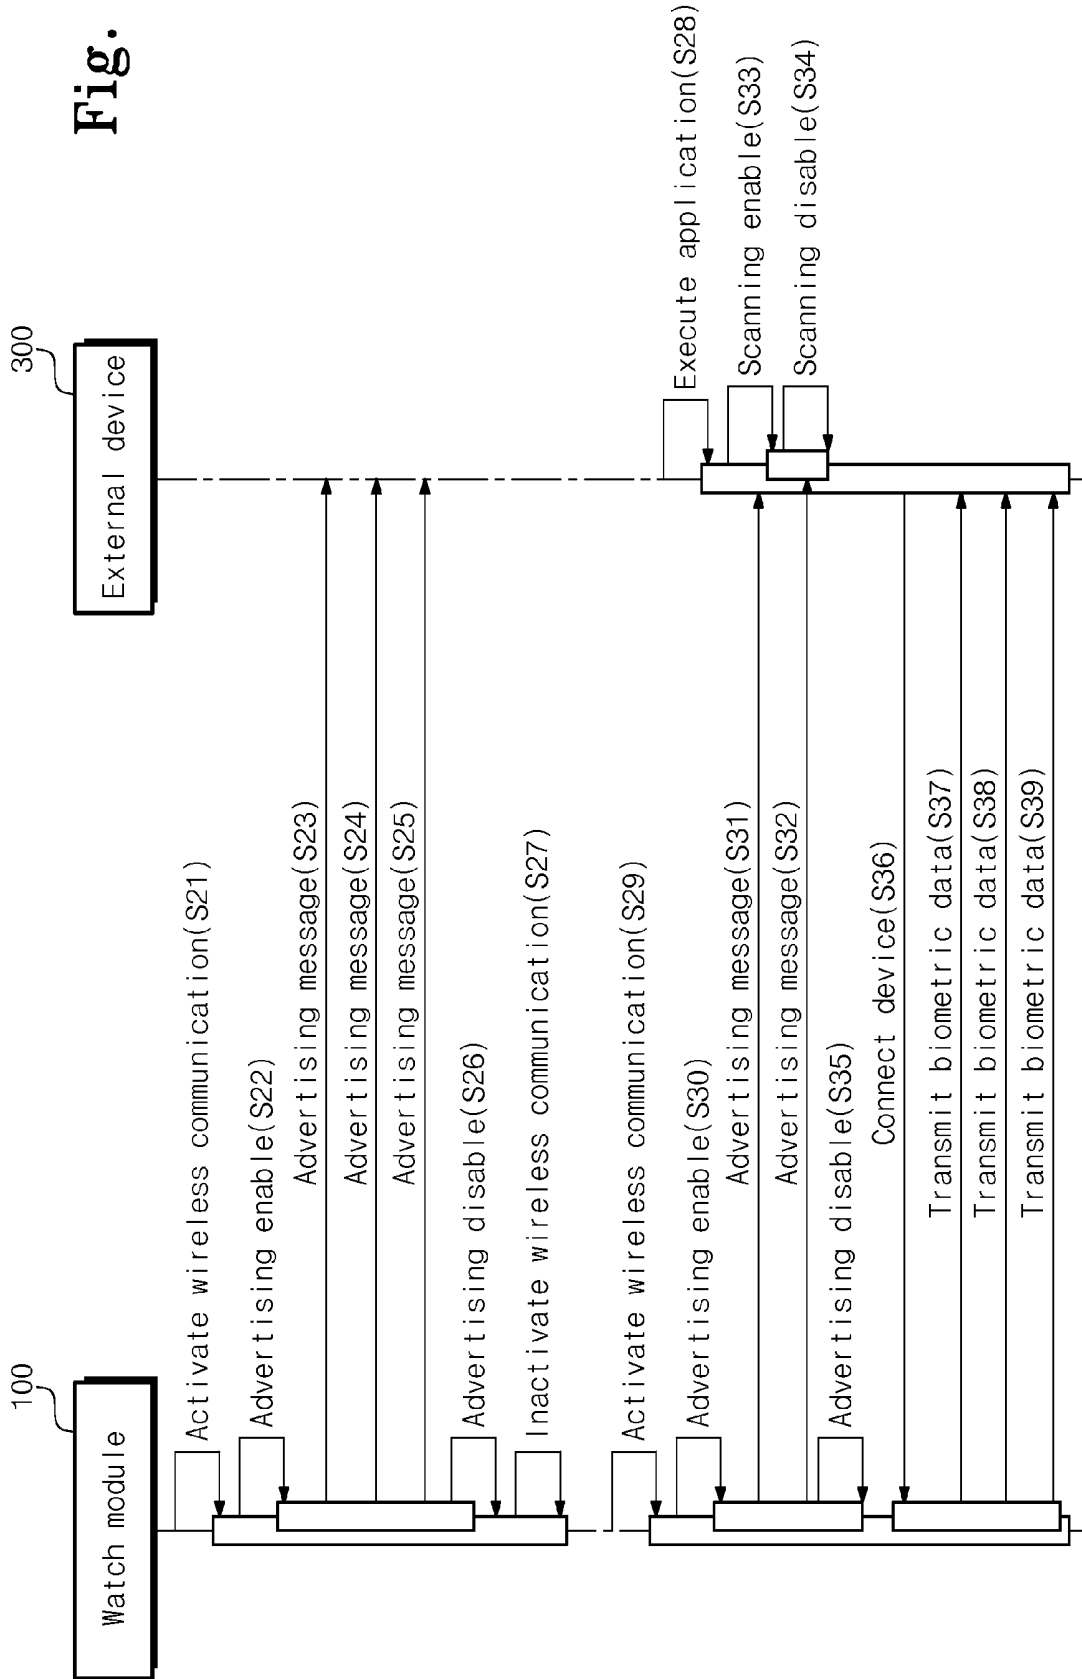 Fig.
100
300
Watch module
External device
Activate wireless communication(S21)
Advertising enable(S22)
Advertising message(S23)
Advertising message(S24)
Advertising message(S25)
Advertising disable(S26)
Inactivate wireless communication(S27)
Execute application(S28)
Activate wireless communication(S29)
Advertising enable(S30)
Advertising message(S31)
Scanning enable(S33)
Advertising message(S32)
Scanning disable(S34)
Advertising disable(S35)
Connect device(S36)
Transmit biometric data(S37)
Transmit biometric data(S38)
Transmit biometric data(S39)